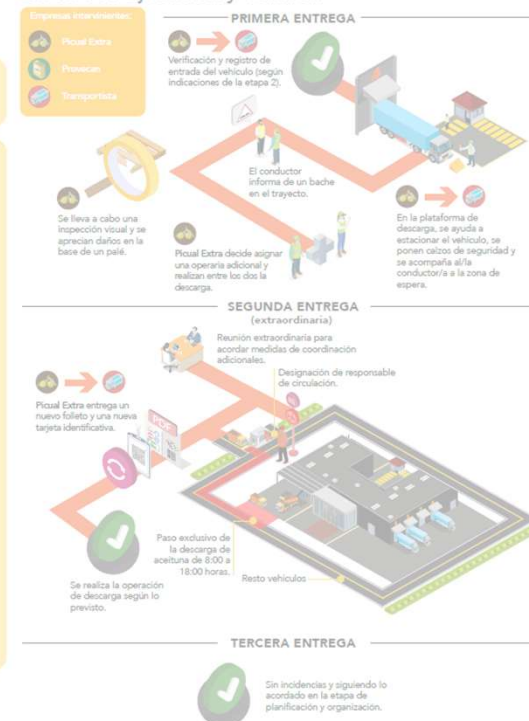 PRIMERA ENTREGA
Empresas intervinientes:
Picual Extra
Provecan
Transportista
Verificación y registro de
entrada del vehículo (según
indicaciones de la etapa 2).
El conductor
informa de un bache
en el trayecto.
Se lleva a cabo una
inspección visual y se
aprecian daños en la
base de un palé.
Picual Extra decide asignar
una operaria adicional y
realizan entre los dos la
descarga.
En la plataforma de
descarga, se ayuda a
estacionar el vehículo, se
ponen calzos de seguridad y
se acompaña al/la
conductor/a a la zona de
espera.
SEGUNDA ENTREGA
(extraordinaria)
Reunión extraordinaria para
acordar medidas de coordinación
adicionales.
Designación de responsable
de circulación.
Picual Extra entrega un
nuevo folleto y una nueva
tarjeta identificativa.
Paso exclusivo de
la descarga de
aceituna de 8:00 a
18:00 horas.
Resto vehículos
Se realiza la operación
de descarga según lo
previsto.
TERCERA ENTREGA
Sin incidencias y siguiendo lo
acordado en la etapa de
planificación y organización.